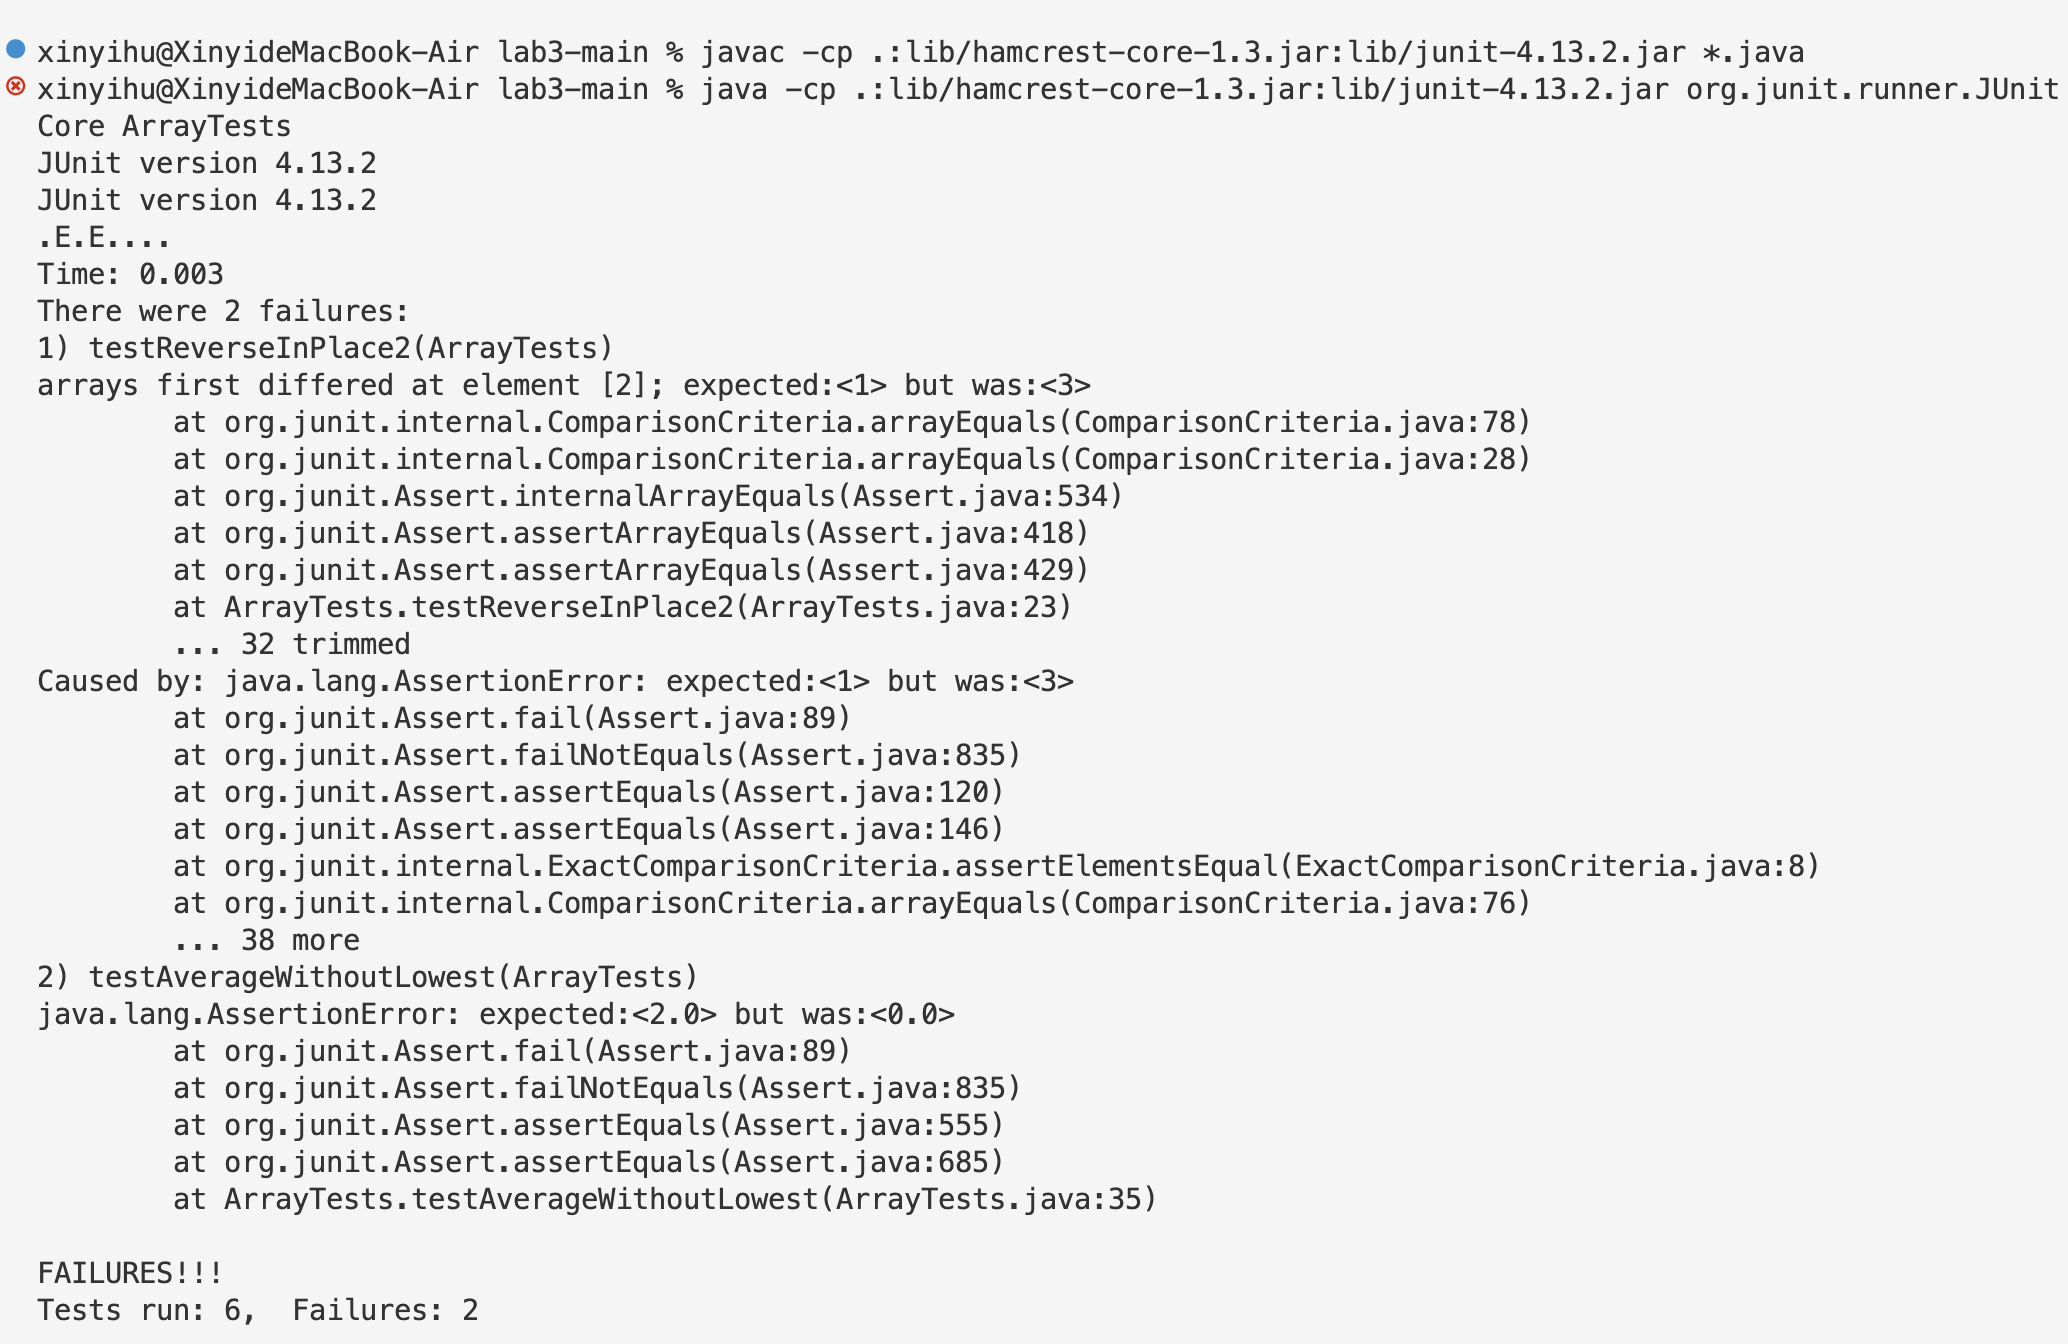 xinyihu@XinyideMacBook-Air lab3-main % javac -cp .:lib/hamcrest-core-1.3.jar:lib/junit-4.13.2.jar *.java
xinyihu@XinyideMacBook-Air lab3-main % java -cp .:lib/hamcrest-core-1.3.jar:lib/junit-4.13.2.jar org.junit.runner.JUnit
Core ArrayTests
JUnit version 4.13.2
JUnit version 4.13.2
.E.E....
Time: 0.003
There were 2 failures:
1) testReverseInPlace2(ArrayTests)
arrays first differed at element [2]; expected:<1> but was:<3>
        at org.junit.internal.ComparisonCriteria.arrayEquals(ComparisonCriteria.java:78)
        at org.junit.internal.ComparisonCriteria.arrayEquals(ComparisonCriteria.java:28)
        at org.junit.Assert.internalArrayEquals(Assert.java:534)
        at org.junit.Assert.assertArrayEquals(Assert.java:418)
        at org.junit.Assert.assertArrayEquals(Assert.java:429)
        at ArrayTests.testReverseInPlace2(ArrayTests.java:23)
        ... 32 trimmed
Caused by: java.lang.AssertionError: expected:<1> but was:<3>
        at org.junit.Assert.fail(Assert.java:89)
        at org.junit.Assert.failNotEquals(Assert.java:835)
        at org.junit.Assert.assertEquals(Assert.java:120)
        at org.junit.Assert.assertEquals(Assert.java:146)
        at org.junit.internal.ExactComparisonCriteria.assertElementsEqual(ExactComparisonCriteria.java:8)
        at org.junit.internal.ComparisonCriteria.arrayEquals(ComparisonCriteria.java:76)
        ... 38 more
2) testAverageWithoutLowest(ArrayTests)
java.lang.AssertionError: expected:<2.0> but was:<0.0>
        at org.junit.Assert.fail(Assert.java:89)
        at org.junit.Assert.failNotEquals(Assert.java:835)
        at org.junit.Assert.assertEquals(Assert.java:555)
        at org.junit.Assert.assertEquals(Assert.java:685)
        at ArrayTests.testAverageWithoutLowest(ArrayTests.java:35)

FAILURES!!!
Tests run: 6,  Failures: 2